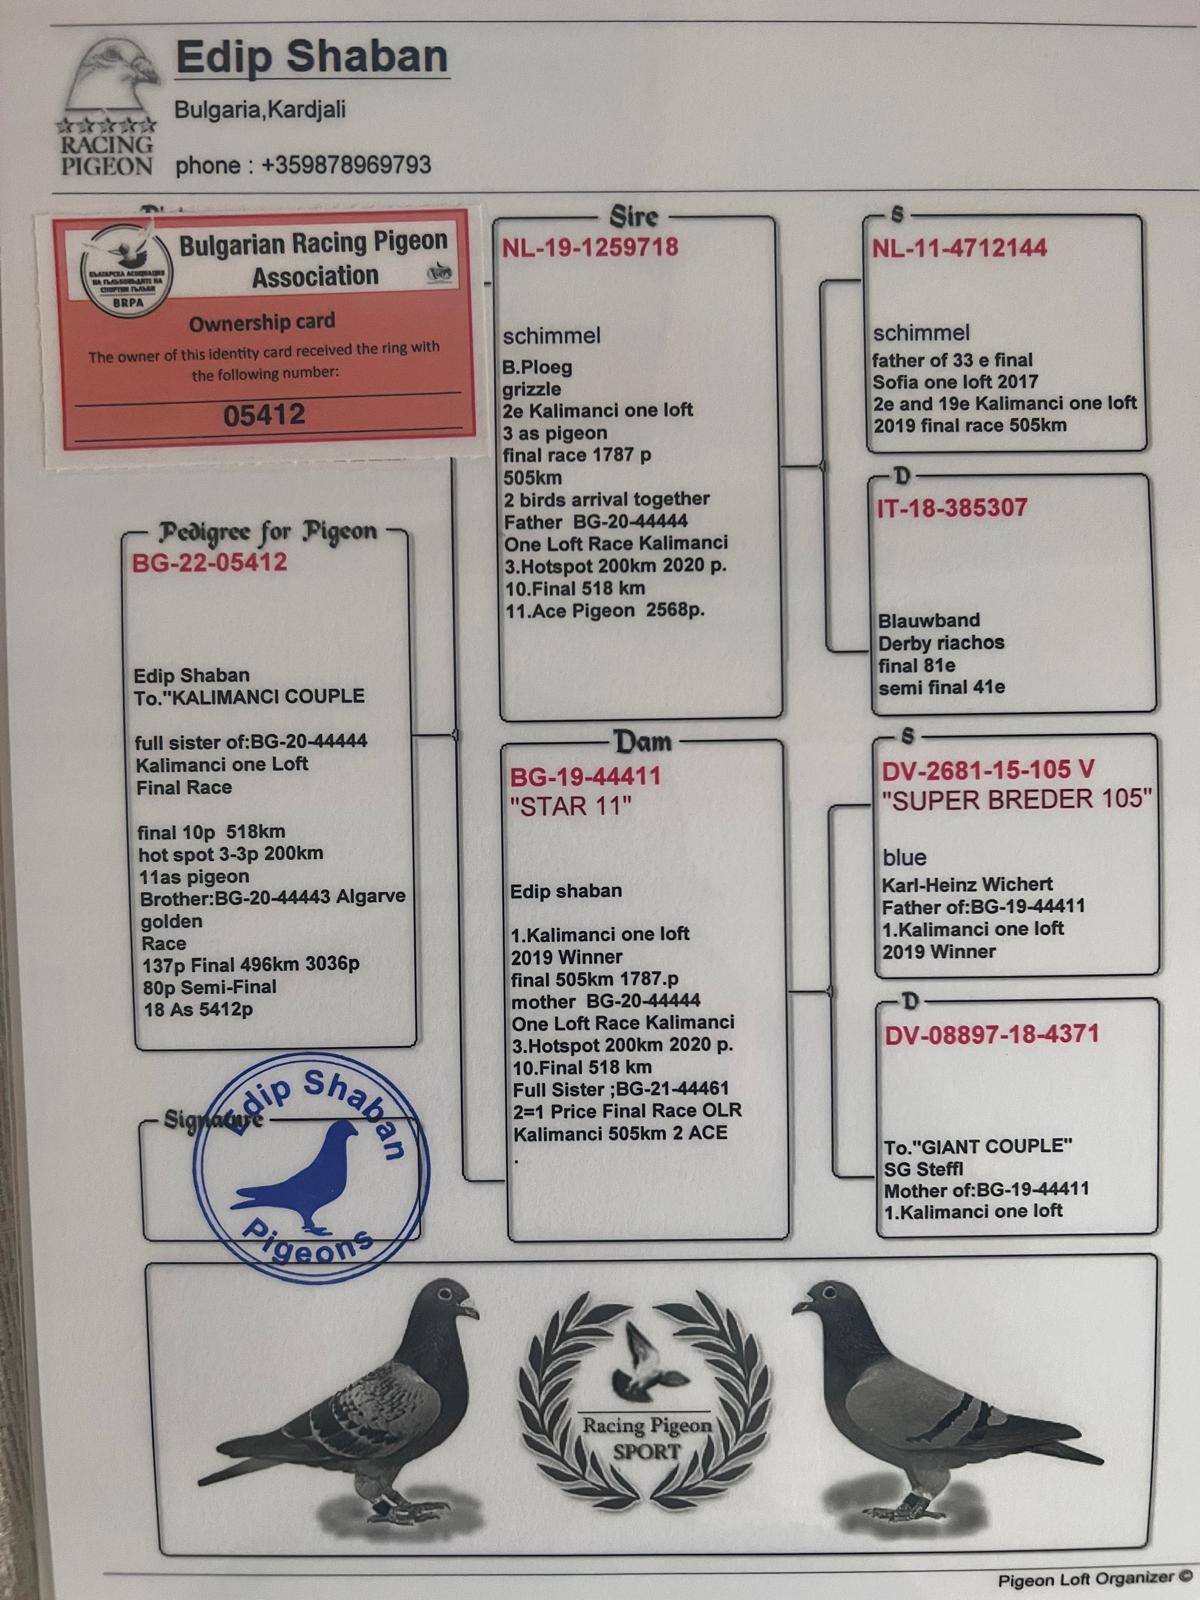 Edip Shaban
Bulgaria,Kardjali
phone : +359878969793
RACING
PIGEON
Bulgarian Racing Pigeon
Association
БЪЛГАРСКА АСОЦИАЦИЯ
НА ГЪЛЪБОВЪДИТЕ НА
СПОРТНИ ГЪЛЪБИ
BRPA
Ownership card
The owner of this identity card received the ring with
the following number:
05412
Pedigree for Pigeon
BG-22-05412
Edip Shaban
To."KALIMANCI COUPLE
full sister of:BG-20-44444
Kalimanci one Loft
Final Race
final 10p 518km
hot spot 3-3p 200km
11as pigeon
Brother:BG-20-44443 Algarve
golden
Race
137p Final 496km 3036p
80p Semi-Final
18 As 5412p
Signature
Edip Shaban
Pigeons
Sire
NL-19-1259718
schimmel
B.Ploeg
grizzle
2e Kalimanci one loft
3 as pigeon
final race 1787 p
505km
2 birds arrival together
Father BG-20-44444
One Loft Race Kalimanci
3.Hotspot 200km 2020 p.
10.Final 518 km
11.Ace Pigeon 2568p.
Dam
BG-19-44411
"STAR 11"
Edip shaban
1.Kalimanci one loft
2019 Winner
final 505km 1787.p
mother BG-20-44444
One Loft Race Kalimanci
3.Hotspot 200km 2020 p.
10.Final 518 km
Full Sister ;BG-21-44461
2=1 Price Final Race OLR
Kalimanci 505km 2 ACE
.
S
NL-11-4712144
schimmel
father of 33 e final
Sofia one loft 2017
2e and 19e Kalimanci one loft
2019 final race 505km
D
IT-18-385307
Blauwband
Derby riachos
final 81e
semi final 41e
S
DV-2681-15-105 V
"SUPER BREDER 105"
blue
Karl-Heinz Wichert
Father of:BG-19-44411
1.Kalimanci one loft
2019 Winner
D
DV-08897-18-4371
To."GIANT COUPLE"
SG Steffl
Mother of:BG-19-44411
1.Kalimanci one loft
Racing Pigeon
SPORT
Pigeon Loft Organizer ©